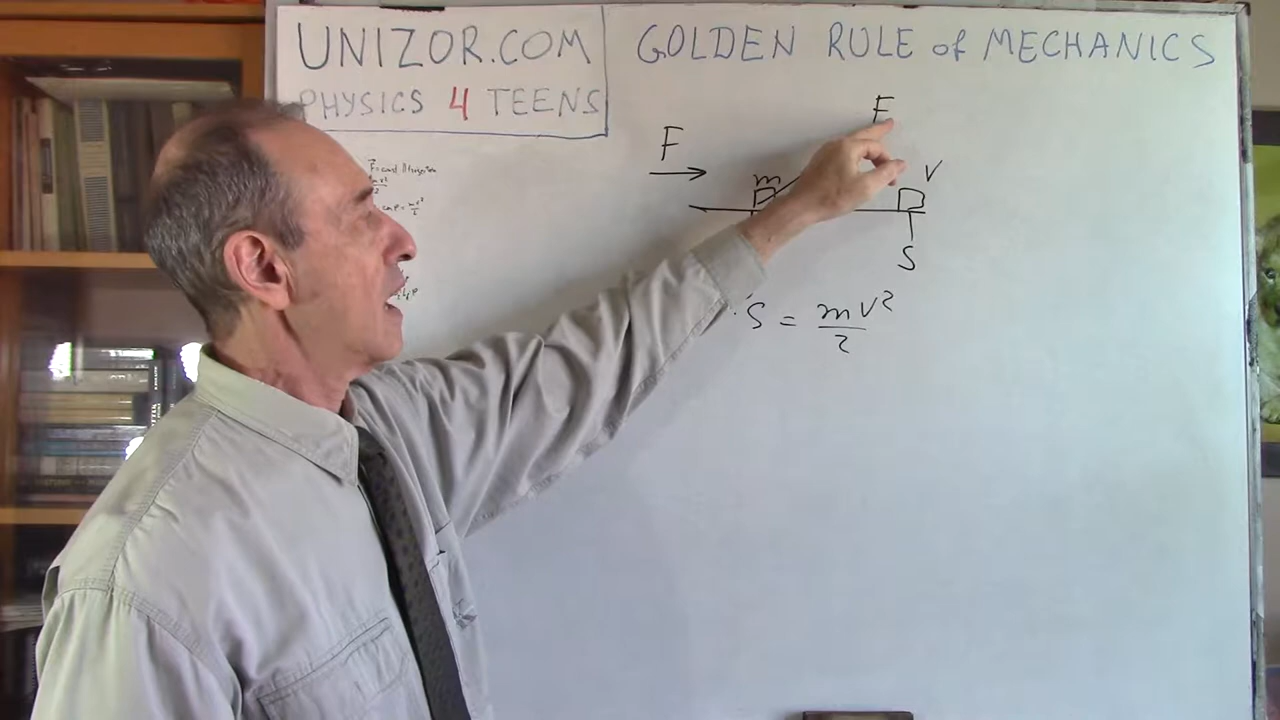 UNIZOR.COM
PHYSICS 4 TEENS
GOLDEN RULE of MECHANICS
F
F
m
V
S
S = mV²/2